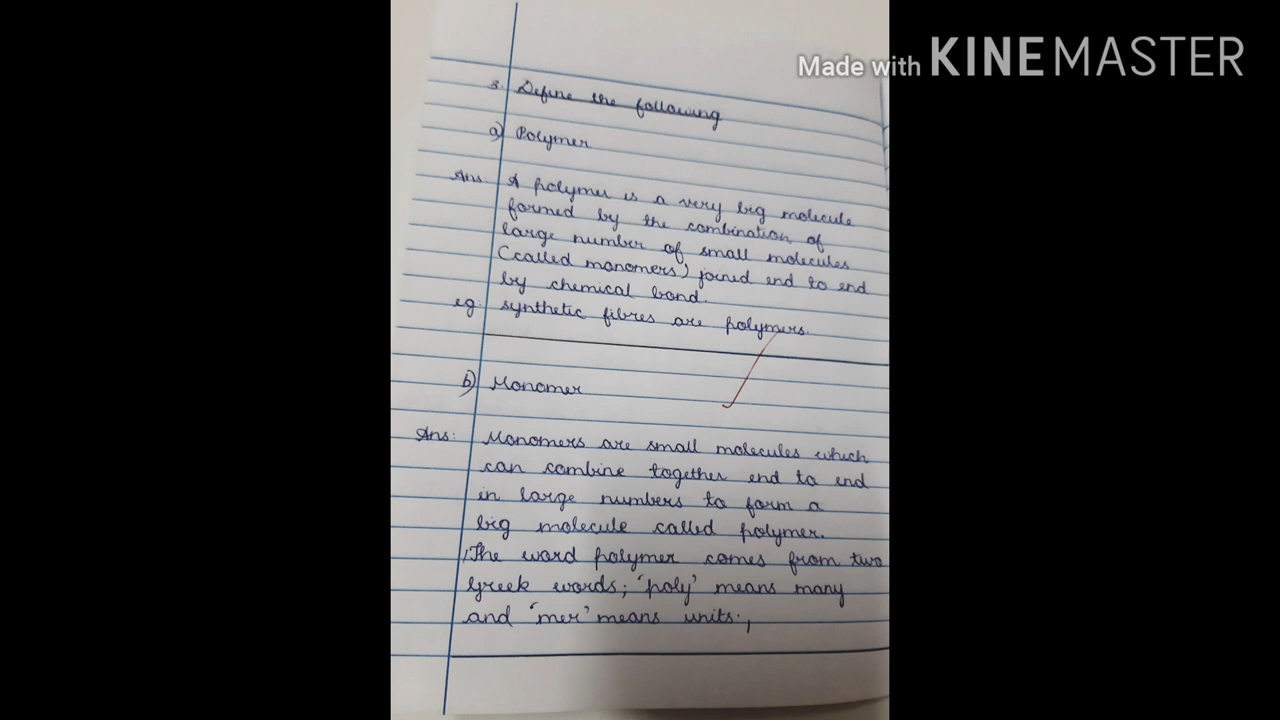 Made with KINEMASTER
3. Define the following
a) Polymer
Ans. A polymer is a very big molecule
formed by the combination of
large number of small molecules
(called monomers) joined end to end
by chemical bond.
eg. synthetic fibres are polymers.
b) Monomer
Ans: Monomers are small molecules which
can combine together end to end
in large numbers to form a
big molecule called polymer.
The word polymer comes from two
Greek words; 'poly' means many
and 'mer' means units.